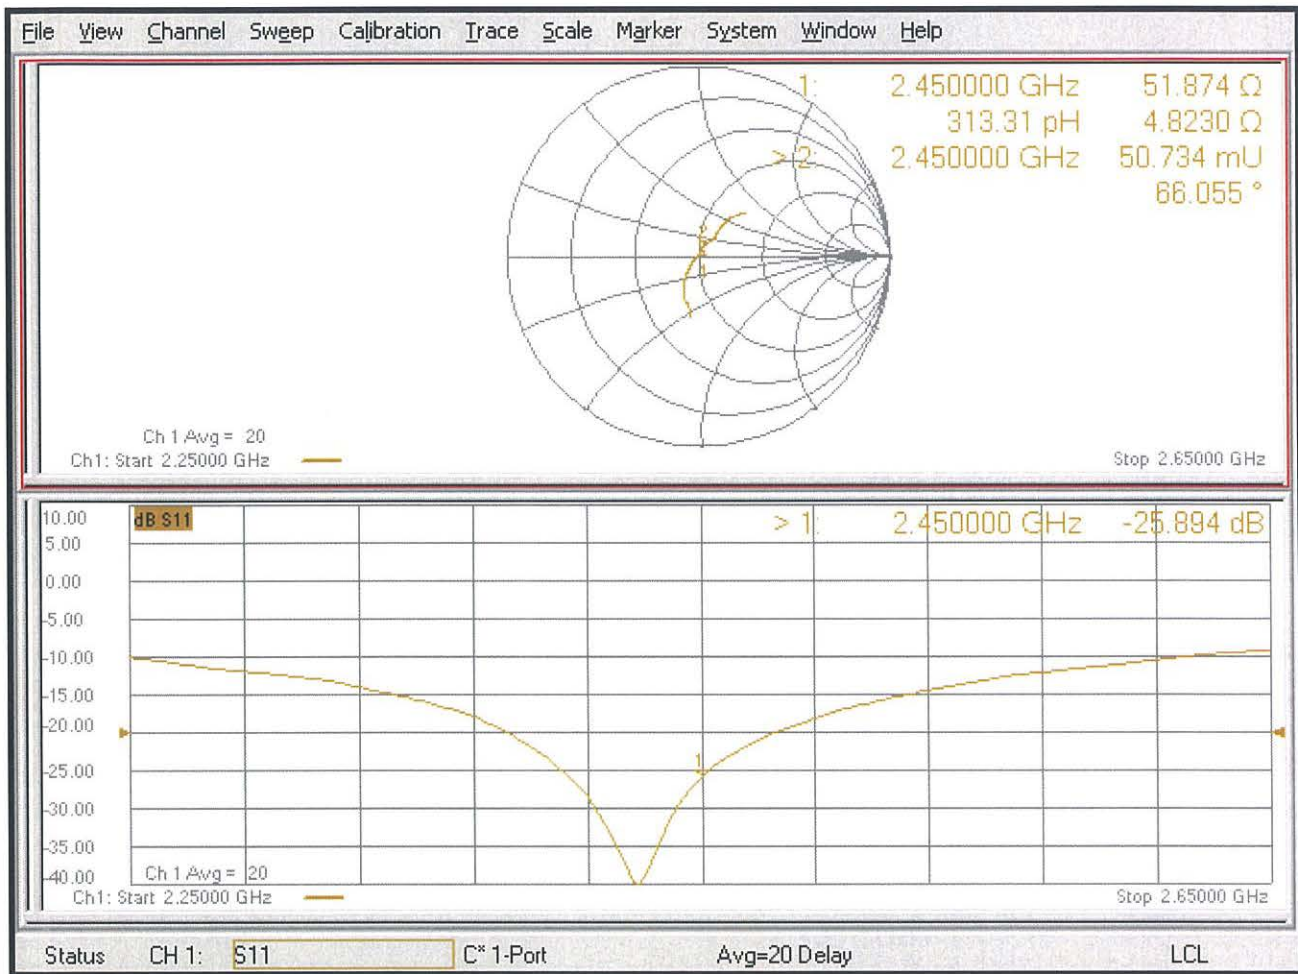 File View Channel Sweep Calibration Trace Scale Marker System Window Help
1: 2.450000 GHz 51.874 Ω
313.31 pH 4.8230 Ω
> 2: 2.450000 GHz 50.734 mU
66.055 °
2
1
Ch 1 Avg = 20
Ch1: Start 2.25000 GHz
Stop 2.65000 GHz
10.00
dB S11
> 1: 2.450000 GHz -25.894 dB
5.00
0.00
-5.00
-10.00
-15.00
-20.00
1
-25.00
-30.00
-35.00
-40.00
Ch 1 Avg = 20
Ch1: Start 2.25000 GHz
Stop 2.65000 GHz
Status CH 1: S11 C* 1-Port Avg=20 Delay LCL